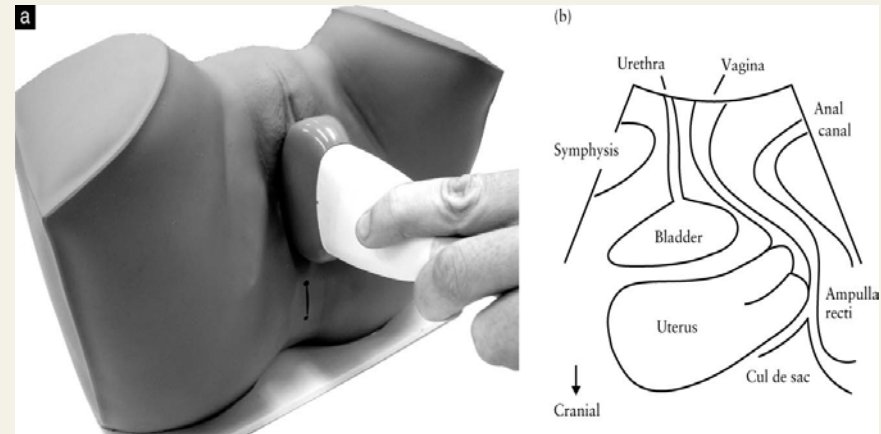 a
(b)
Urethra
Vagina
Anal
canal
Symphysis
Bladder
Ampulla
recti
Uterus
Cul de sac
Cranial